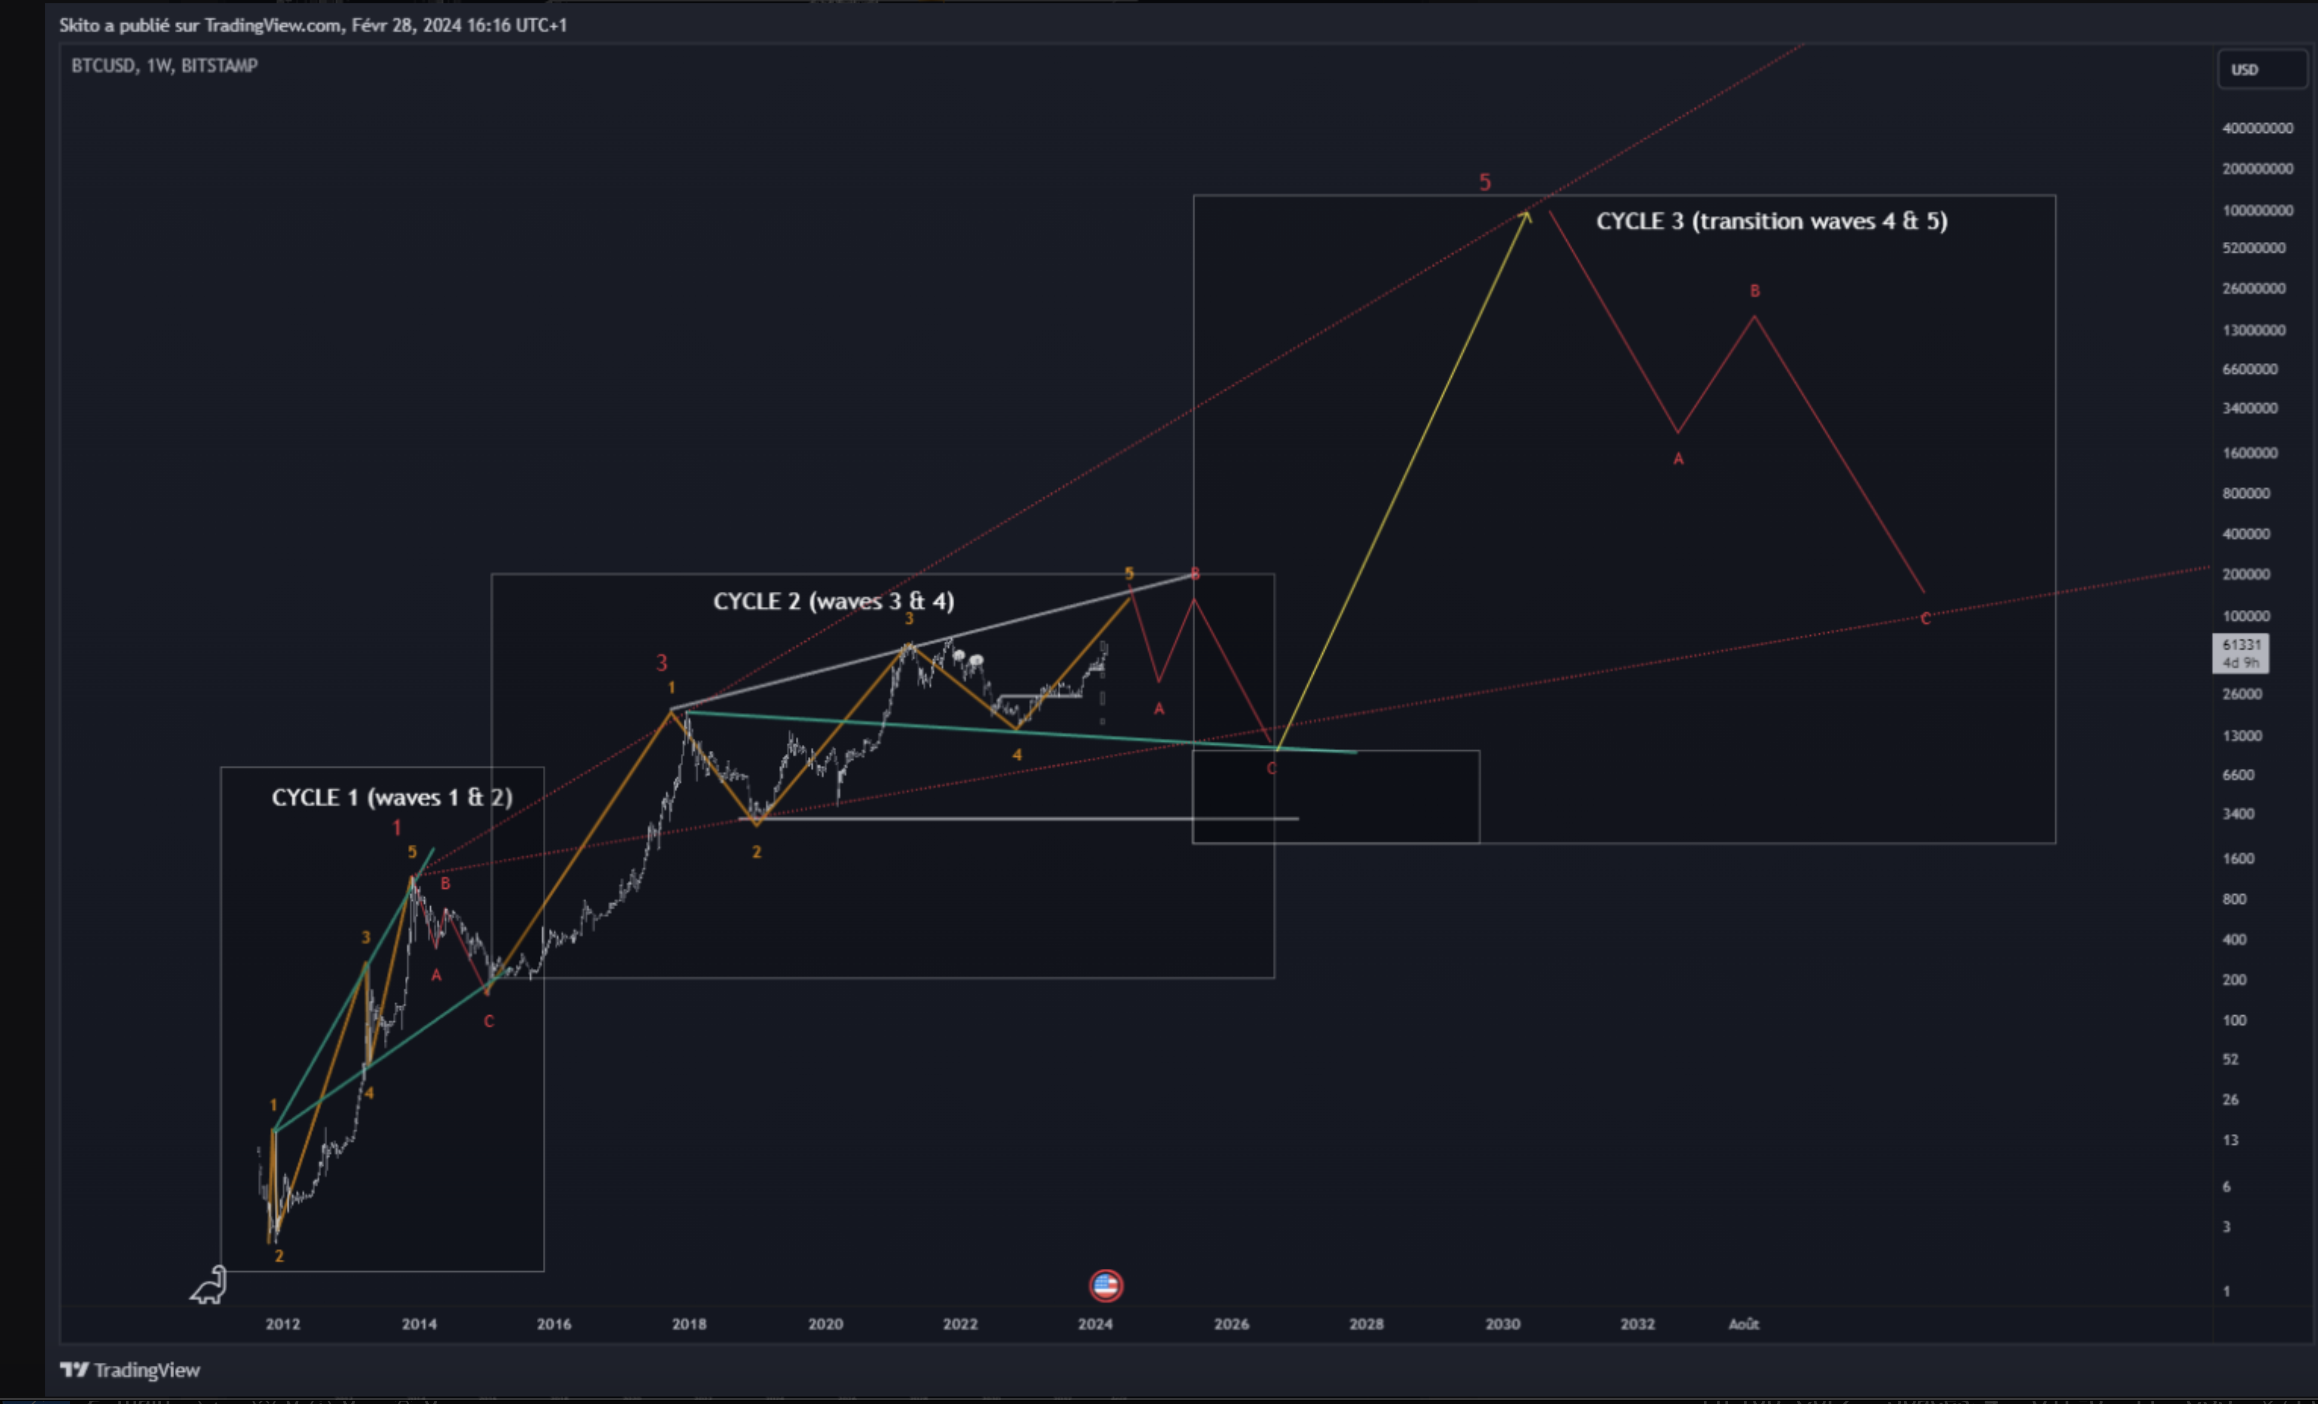 Skito a publié sur TradingView.com, Févr 28, 2024 16:16 UTC+1
BTCUSD, 1W, BITSTAMP
USD
400000000
200000000
100000000
52000000
26000000
13000000
6600000
3400000
1600000
800000
400000
200000
100000
61331
4d 9h
26000
13000
6600
3400
1600
800
400
200
100
52
26
13
6
3
1
5
CYCLE 3 (transition waves 4 & 5)
B
A
C
CYCLE 2 (waves 3 & 4)
5
B
3
3
1
A
4
C
2
CYCLE 1 (waves 1 & 2)
1
5
B
3
A
C
4
1
2
2012
2014
2016
2018
2020
2022
2024
2026
2028
2030
2032
Août
TradingView